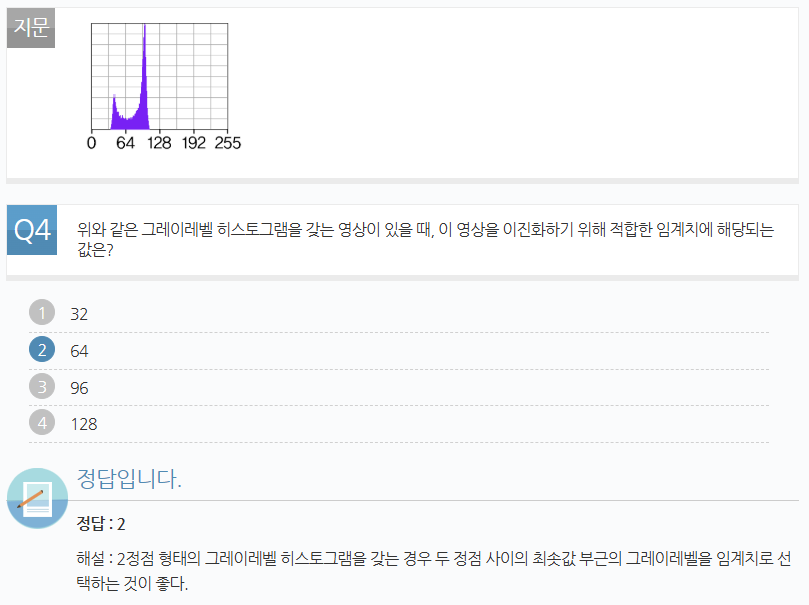 지문
0 64 128 192 255
Q4
위와 같은 그레이레벨 히스토그램을 갖는 영상이 있을 때, 이 영상을 이진화하기 위해 적합한 임계치에 해당되는
값은?
1 32
2 64
3 96
4 128
정답입니다.
정답 : 2
해설 : 2정점 형태의 그레이레벨 히스토그램을 갖는 경우 두 정점 사이의 최솟값 부근의 그레이레벨을 임계치로 선
택하는 것이 좋다.